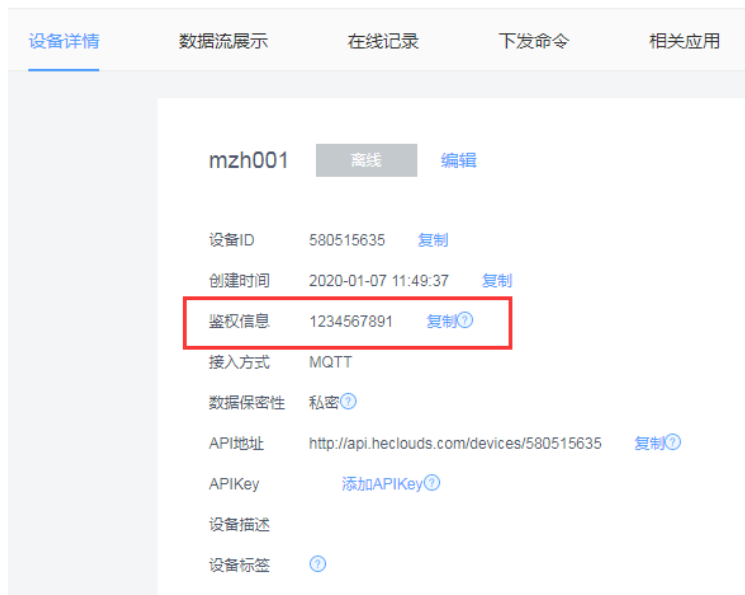 设备详情 数据流展示 在线记录 下发命令 相关应用
mzh001 离线 编辑
设备ID 580515635 复制
创建时间 2020-01-07 11:49:37 复制
鉴权信息 1234567891 复制?
接入方式 MQTT
数据保密性 私密?
API地址 http://api.heclouds.com/devices/580515635 复制?
APIKey 添加APIKey?
设备描述
设备标签 ?